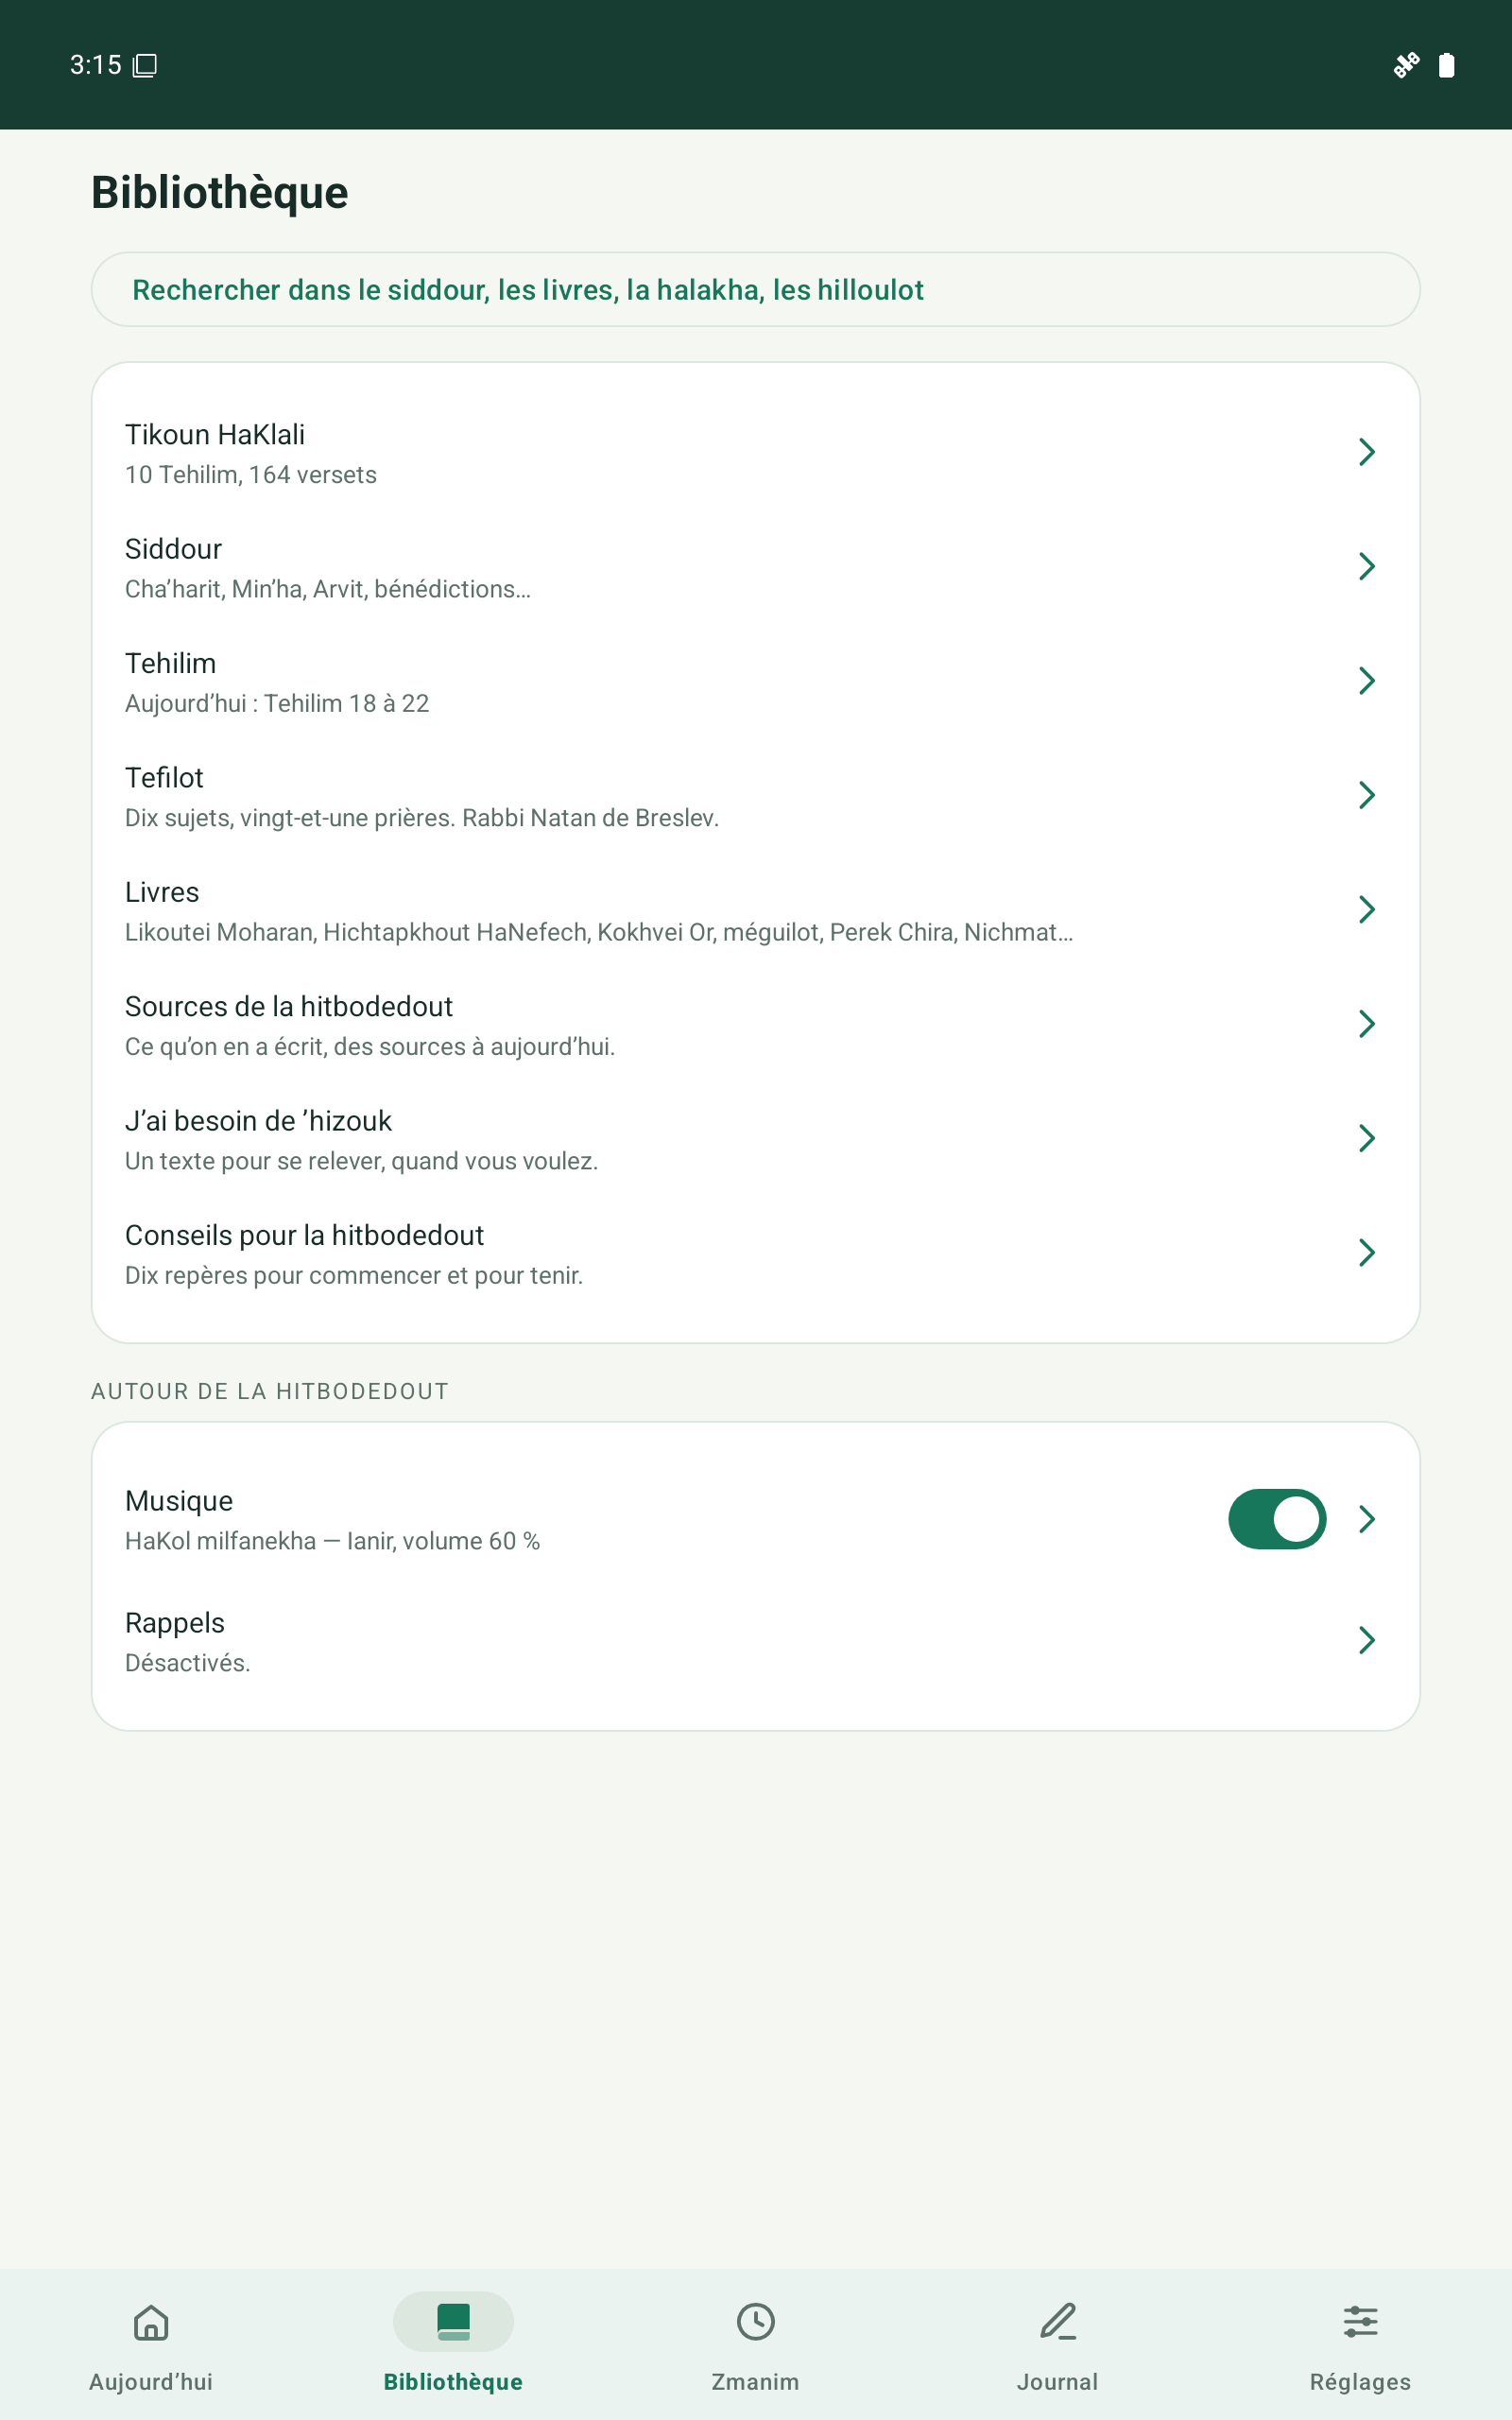 3:15
Bibliothèque
Rechercher dans le siddour, les livres, la halakha, les hilloulot
Tikoun HaKlali
10 Tehilim, 164 versets
Siddour
Cha’harit, Min’ha, Arvit, bénédictions…
Tehilim
Aujourd’hui : Tehilim 18 à 22
Tefilot
Dix sujets, vingt-et-une prières. Rabbi Natan de Breslev.
Livres
Likoutei Moharan, Hichtapkhout HaNefech, Kokhvei Or, méguilot, Perek Chira, Nichmat…
Sources de la hitbodedout
Ce qu’on en a écrit, des sources à aujourd’hui.
J’ai besoin de ’hizouk
Un texte pour se relever, quand vous voulez.
Conseils pour la hitbodedout
Dix repères pour commencer et pour tenir.
AUTOUR DE LA HITBODEDOUT
Musique
HaKol milfanekha — Ianir, volume 60 %
Rappels
Désactivés.
Aujourd’hui
Bibliothèque
Zmanim
Journal
Réglages